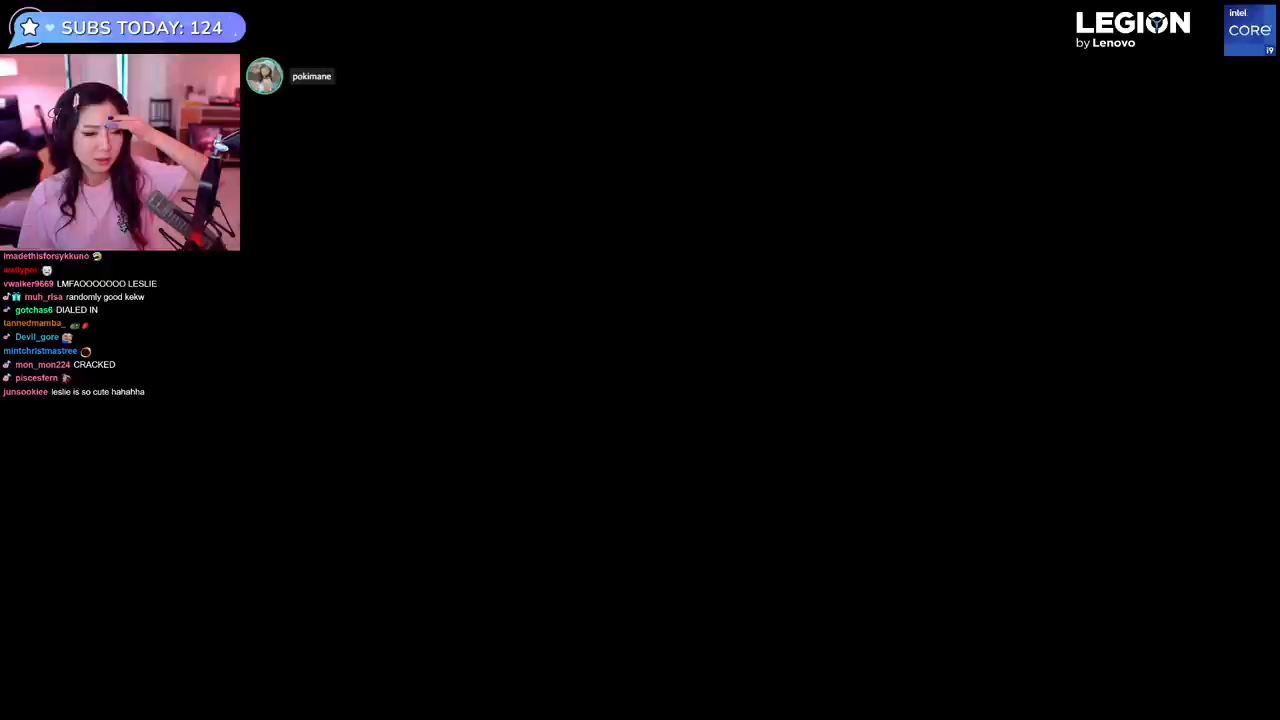 SUBS TODAY: 124
LEGION
by Lenovo
intel
CORE
i9
pokimane
imadethisforsykkuno
vwalker9669 LMFAOOOOOOO LESLIE
muh_risa randomly good kekw
gotchas6 DIALED IN
tannedmamba_
Devil_gore
mintchristmastree
mon_mon224 CRACKED
piscesfern
junsookiee leslie is so cute hahahha